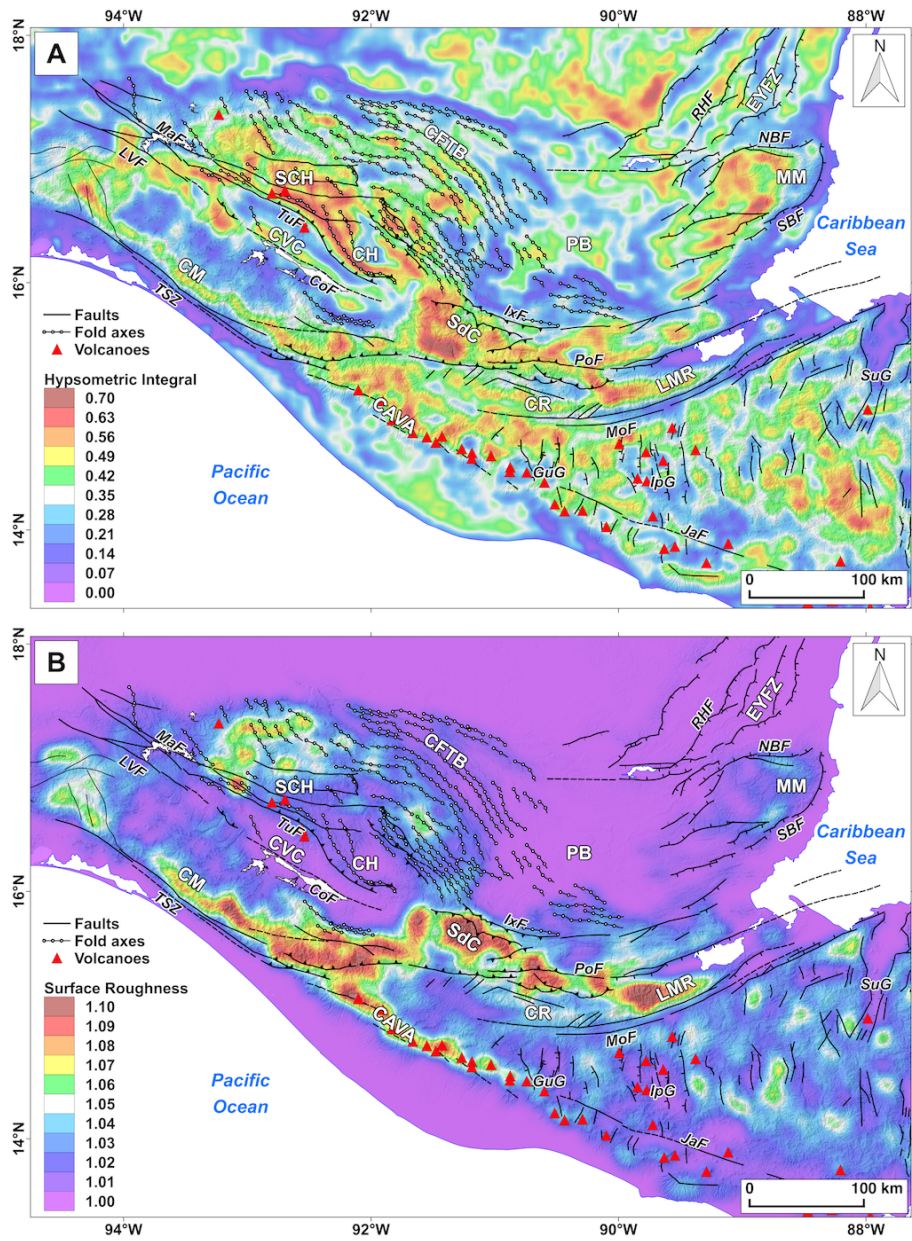 94°W 92°W 90°W 88°W
18°N
A
N
RHF
EYFZ
MaF
CFTB
NBF
LVF
SCH
MM
TuF
SBF
Caribbean
Sea
CVC
PB
CH
16°N
CM
CoF
TSZ
IxF
Faults
SdC
Fold axes
Volcanoes
PoF
LMR
SuG
Hypsometric Integral
0.70
CR
0.63
CAVA
MoF
0.56
0.49
Pacific
Ocean
GuG
IpG
0.42
0.35
0.28
14°N
0.21
JaF
0.14
0.07
0 100 km
0.00
18°N
B
N
RHF
EYFZ
MaF
CFTB
NBF
LVF
SCH
MM
TuF
SBF
Caribbean
Sea
CVC
PB
CH
16°N
CM
CoF
TSZ
IxF
Faults
SdC
Fold axes
Volcanoes
PoF
LMR
SuG
Surface Roughness
1.10
CR
1.09
CAVA
MoF
1.08
1.07
Pacific
Ocean
GuG
IpG
1.06
1.05
1.04
14°N
1.03
JaF
1.02
1.01
0 100 km
1.00
94°W 92°W 90°W 88°W